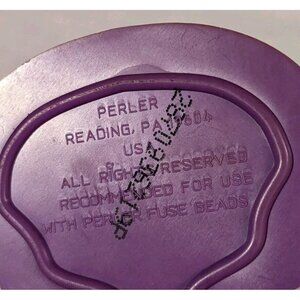 PERLER
READING, PA
USA
ALL RIGHTS RESERVED
RECOMMENDED FOR USE
WITH PERLER FUSE BEADS